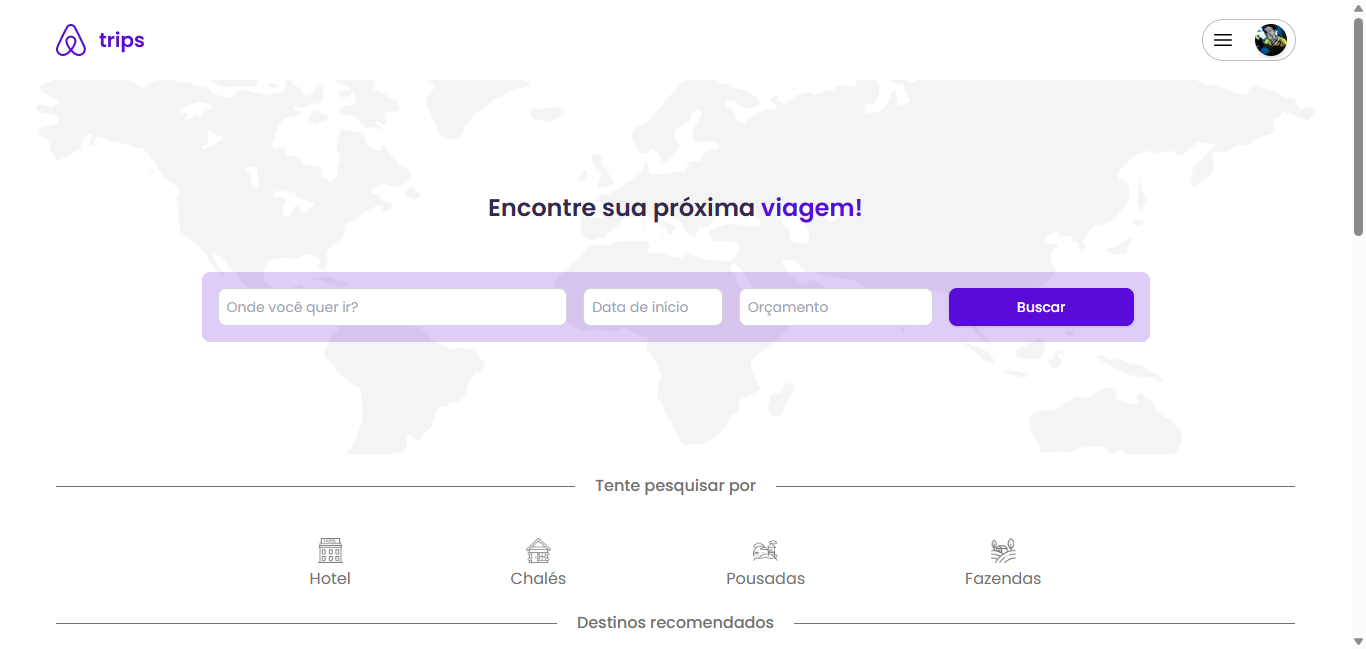 trips
Encontre sua próxima viagem!
Onde você quer ir?
Data de início
Orçamento
Buscar
Tente pesquisar por
HOTEL
Hotel
Chalés
Pousadas
Fazendas
Destinos recomendados